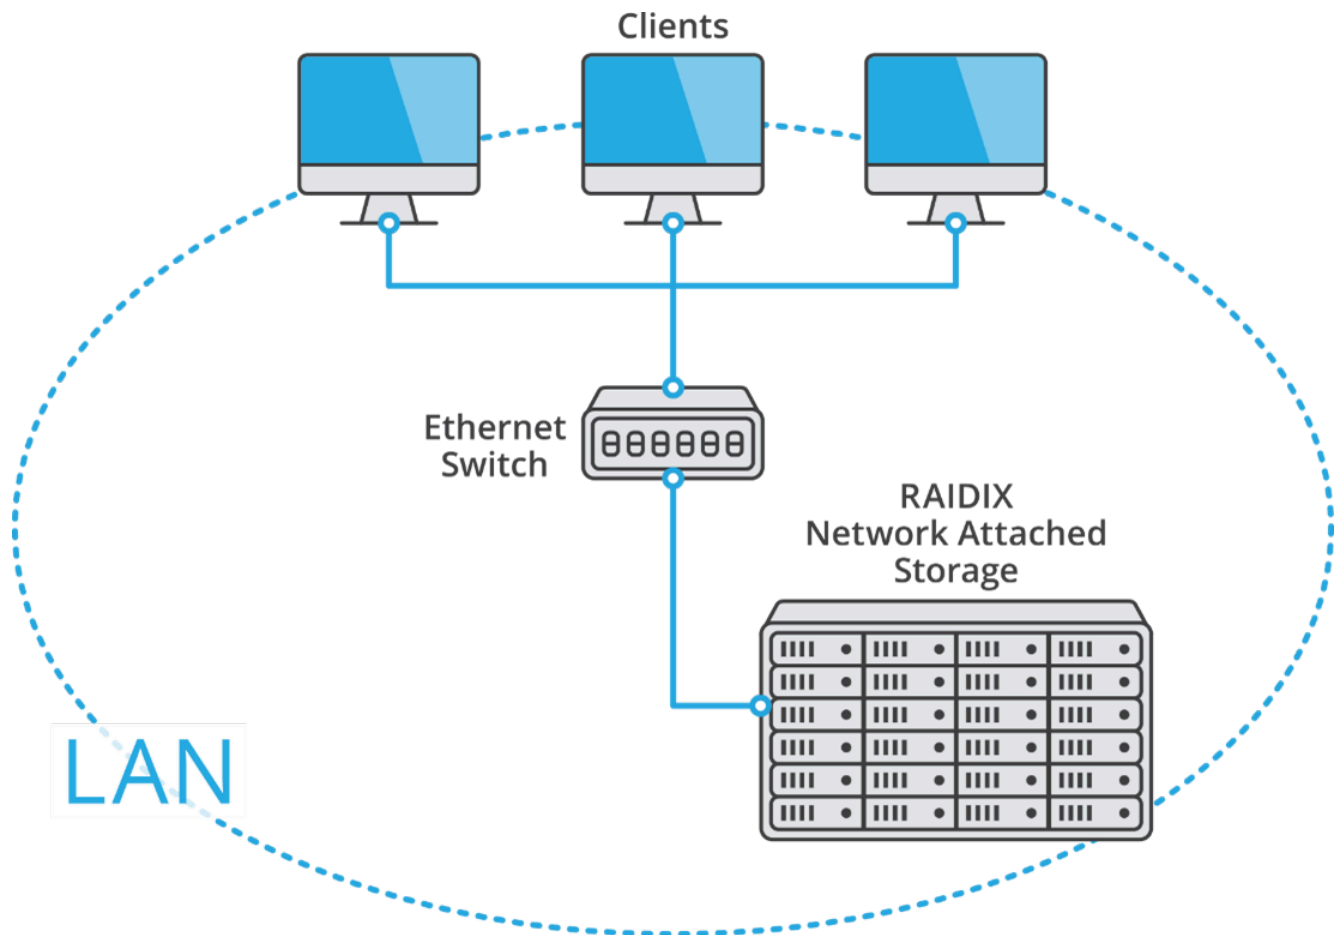 Clients
Ethernet
Switch
RAIDIX
Network Attached
Storage
LAN